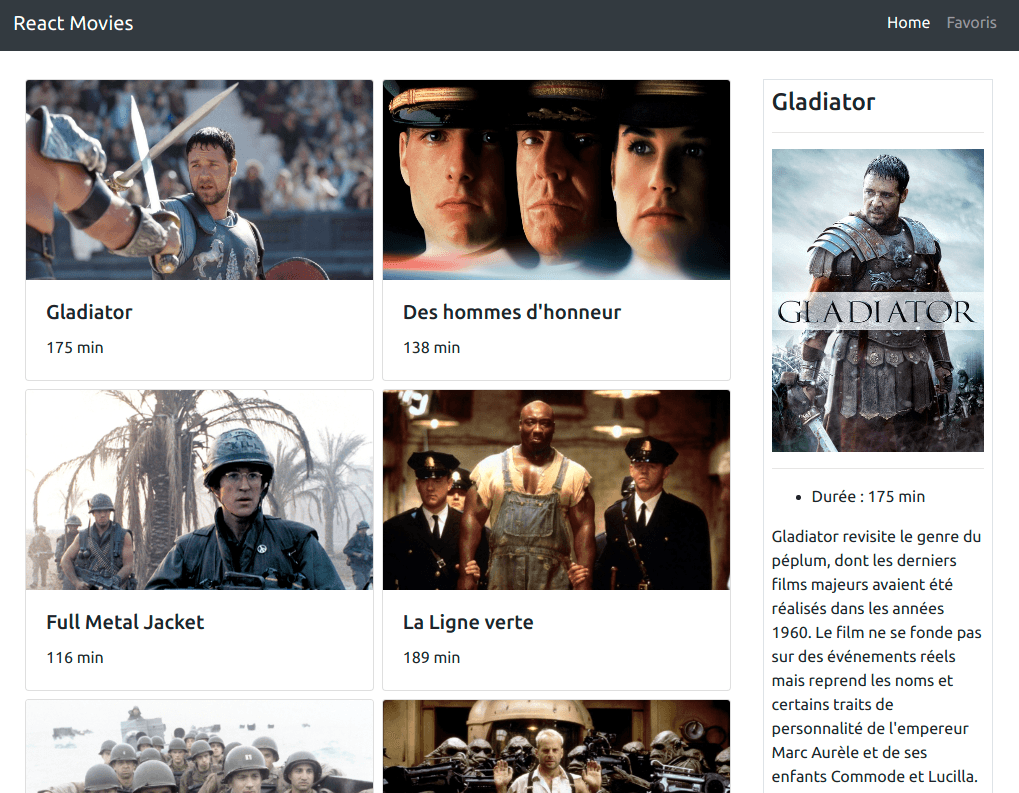 React Movies
Home Favoris
Gladiator
175 min
Des hommes d'honneur
138 min
Full Metal Jacket
116 min
La Ligne verte
189 min
Gladiator
GLADIATOR
Durée : 175 min
Gladiator revisite le genre du
péplum, dont les derniers
films majeurs avaient été
réalisés dans les années
1960. Le film ne se fonde pas
sur des événements réels
mais reprend les noms et
certains traits de
personnalité de l'empereur
Marc Aurèle et de ses
enfants Commode et Lucilla.